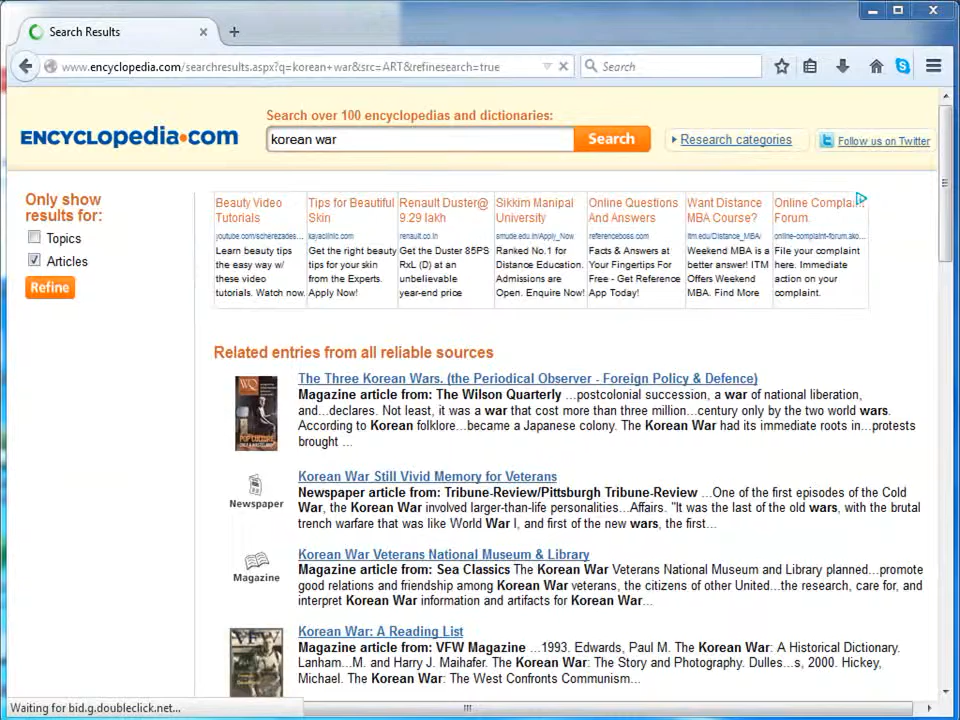 Search Results
www.encyclopedia.com/searchresults.aspx?q=korean+war&src=ART&refinesearch=true
Search
Search over 100 encyclopedias and dictionaries:
ENCYCLOPedia.com
korean war
Search
Research categories
Follow us on Twitter
Only show
results for:
Topics
Articles
Refine
Beauty Video
Tutorials
youtube.com/scherezades...
Learn beauty tips
the easy way w/
these video
tutorials. Watch now.
Tips for Beautiful
Skin
kayaclinic.com
Get the right beauty
tips for your skin
from the Experts.
Apply Now!
Renault Duster@
9.29 lakh
renault.co.in
Get the Duster 85PS
RxL (D) at an
unbelievable
year-end price
Sikkim Manipal
University
smude.edu.in/Apply_Now
Ranked No.1 for
Distance Education.
Admissions are
Open. Enquire Now!
Online Questions
And Answers
referenceboss.com
Facts & Answers at
Your Fingertips For
Free - Get Reference
App Today!
Want Distance
MBA Course?
itm.edu/Distance_MBA/
Weekend MBA is a
better answer! ITM
Offers Weekend
MBA. Find More
Online Complai...
Forum.
online-complaint-forum.ako...
File your complaint
here. Immediate
action on your
complaint.
Related entries from all reliable sources
The Three Korean Wars. (the Periodical Observer - Foreign Policy & Defence)
Magazine article from: The Wilson Quarterly ...postcolonial succession, a war of national liberation,
and...declares. Not least, it was a war that cost more than three million...century only by the two world wars.
According to Korean folklore...became a Japanese colony. The Korean War had its immediate roots in...protests
brought ...
WQ
Newspaper
Korean War Still Vivid Memory for Veterans
Newspaper article from: Tribune-Review/Pittsburgh Tribune-Review ...One of the first episodes of the Cold
War, the Korean War involved larger-than-life personalities...Affairs. "It was the last of the old wars, with the brutal
trench warfare that was like World War I, and first of the new wars, the first...
Magazine
Korean War Veterans National Museum & Library
Magazine article from: Sea Classics The Korean War Veterans National Museum and Library planned...promote
good relations and friendship among Korean War veterans, the citizens of other United...the research, care for, and
interpret Korean War information and artifacts for Korean War...
VFW
Korean War: A Reading List
Magazine article from: VFW Magazine ...1993. Edwards, Paul M. The Korean War: A Historical Dictionary.
Lanham...M. and Harry J. Maihafer. The Korean War: The Story and Photography. Dulles...s, 2000. Hickey,
Michael. The Korean War: The West Confronts Communism...
Waiting for bid.g.doubleclick.net...